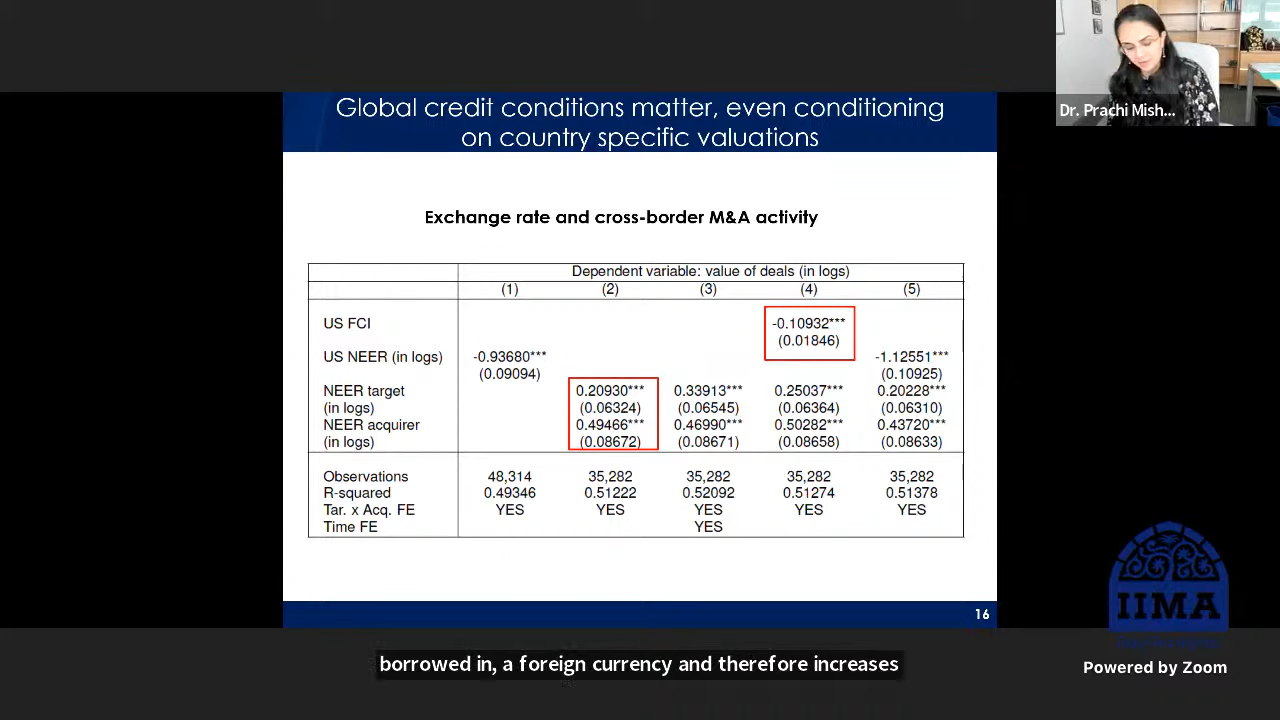 Dr. Prachi Mish...
Global credit conditions matter, even conditioning
on country specific valuations
Exchange rate and cross-border M&A activity
Dependent variable: value of deals (in logs)
(1) (2) (3) (4) (5)
US FCI -0.10932***
(0.01846)
US NEER (in logs) -0.93680*** -1.12551***
(0.09094) (0.10925)
NEER target 0.20930*** 0.33913*** 0.25037*** 0.20228***
(in logs) (0.06324) (0.06545) (0.06364) (0.06310)
NEER acquirer 0.49466*** 0.46990*** 0.50282*** 0.43720***
(in logs) (0.08672) (0.08671) (0.08658) (0.08633)
Observations 48,314 35,282 35,282 35,282 35,282
R-squared 0.49346 0.51222 0.52092 0.51274 0.51378
Tar. x Acq. FE YES YES YES YES YES
Time FE YES
16
IIMA
borrowed in, a foreign currency and therefore increases
Powered by Zoom